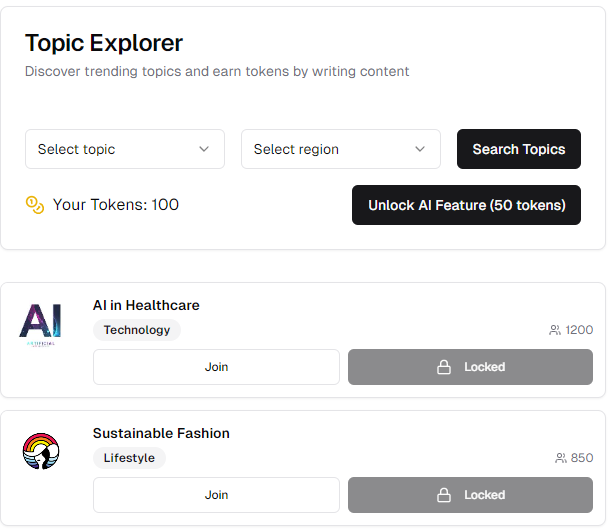 Topic Explorer
Discover trending topics and earn tokens by writing content
Select topic
Select region
Search Topics
Your Tokens: 100
Unlock AI Feature (50 tokens)
AI
ARTIFICIAL
AI in Healthcare
Technology
1200
Join
Locked
Sustainable Fashion
Lifestyle
850
Join
Locked